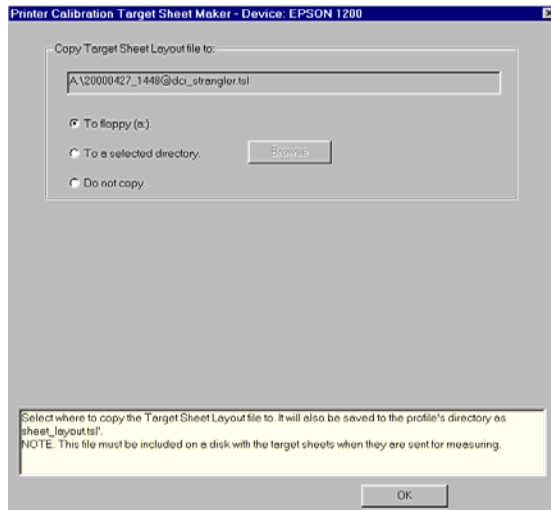 Printer Calibration Target Sheet Maker - Device: EPSON 1200
Copy Target Sheet Layout file to:
A:\20000427_1448@dci_strangler.tsl
To floppy (a:).
To a selected directory.
Browse
Do not copy
Select where to copy the Target Sheet Layout file to. It will also be saved to the profile's directory as
sheet_layout.tsl'.
NOTE: This file must be included on a disk with the target sheets when they are sent for measuring.
OK